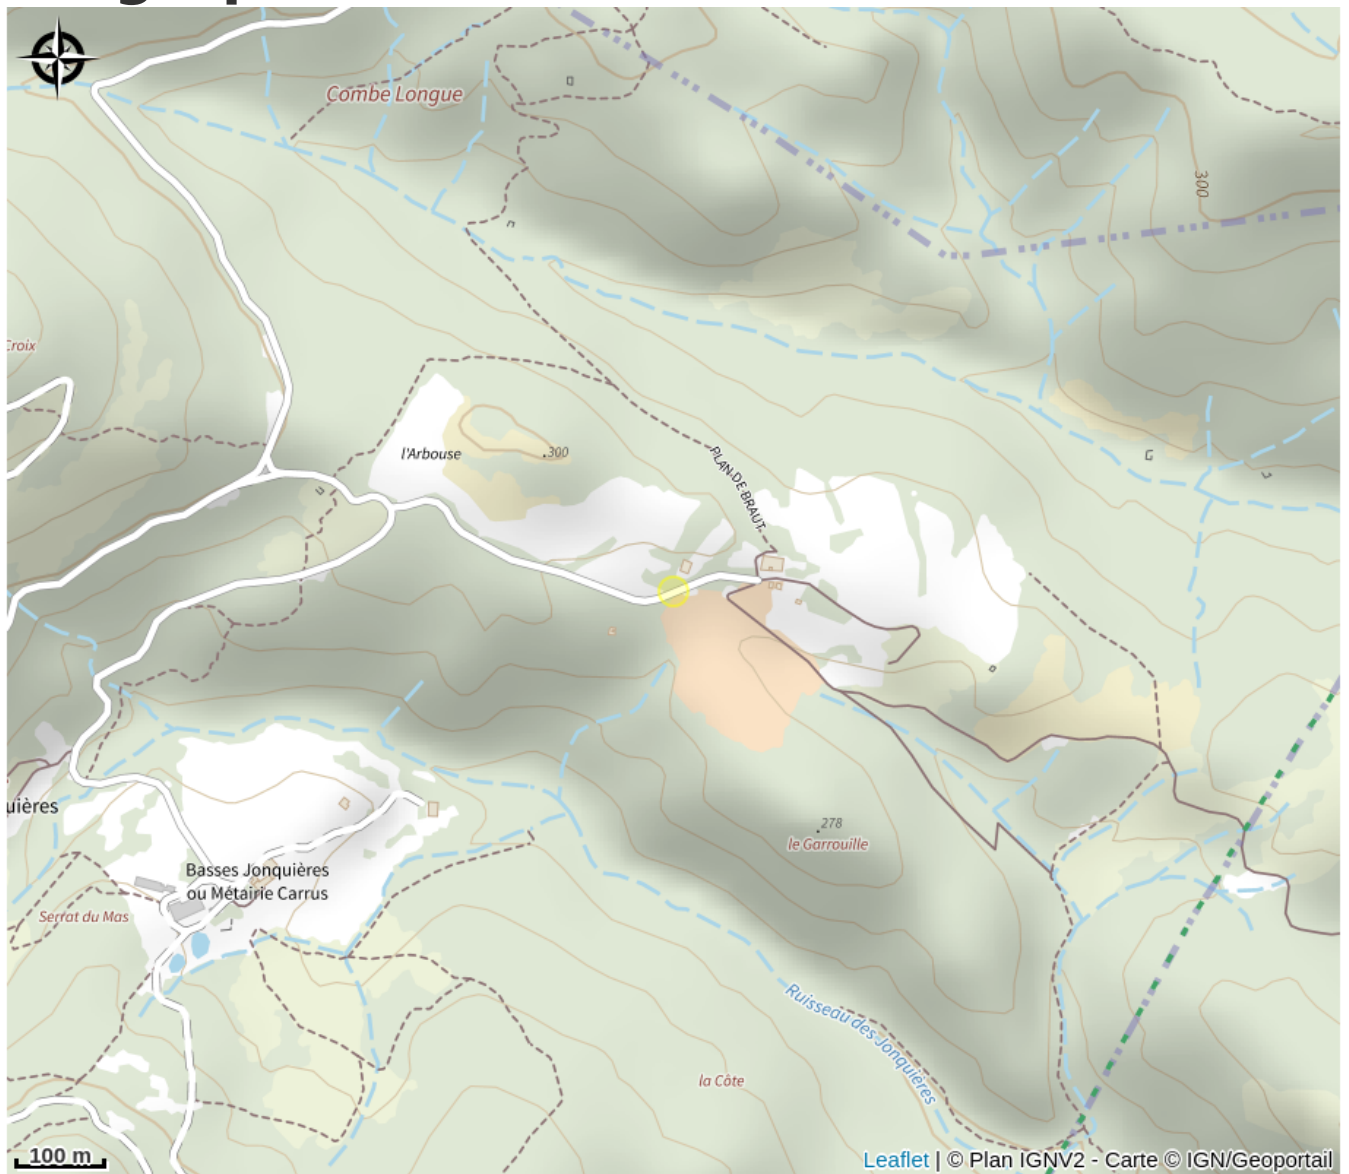 Combe Longue
300
Croix
l'Arbouse
.300
PLAN-DE-BRAUT
uières
.278
le Garrouille
Basses Jonquières
ou Métairie Carrus
Serrat du Mas
Ruisseau des Jonquières
la Côte
100 m
Leaflet | © Plan IGNV2 - Carte © IGN/Geoportail